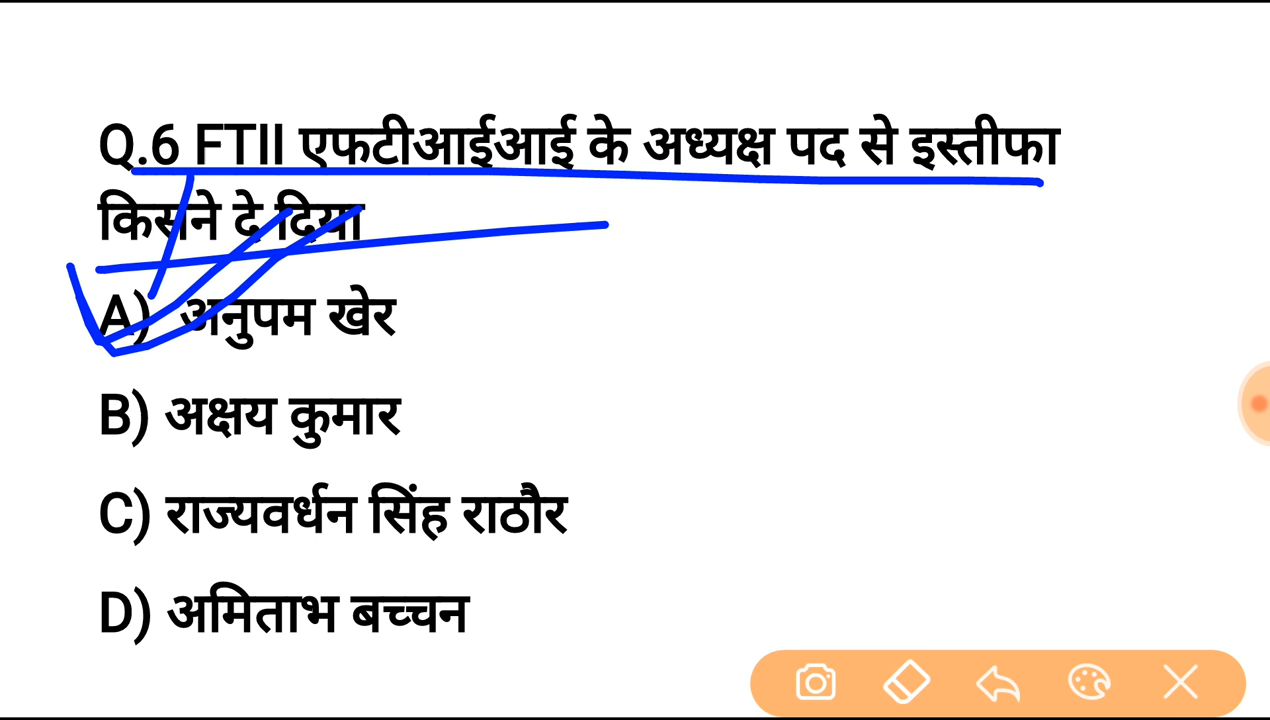 Q.6 FTII एफटीआईआई के अध्यक्ष पद से इस्तीफा
किसने दे दिया
A) अनुपम खेर
B) अक्षय कुमार
C) राज्यवर्धन सिंह राठौर
D) अमिताभ बच्चन